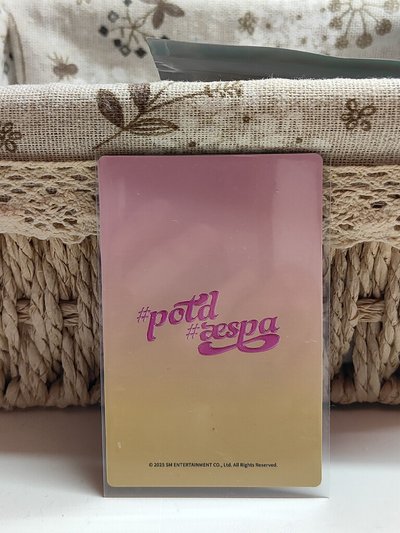 #potd
#æspa
© 2023 SM ENTERTAINMENT CO., Ltd. All Rights Reserved.